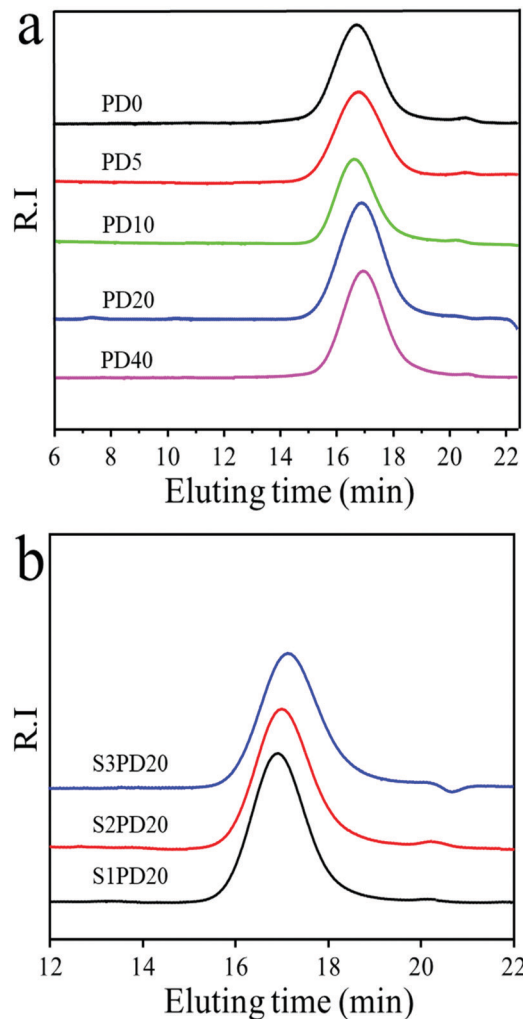 a
PD0
PD5
PD10
PD20
PD40
R.I
6 8 10 12 14 16 18 20 22
Eluting time (min)
b
S3PD20
S2PD20
S1PD20
R.I
12 14 16 18 20 22
Eluting time (min)